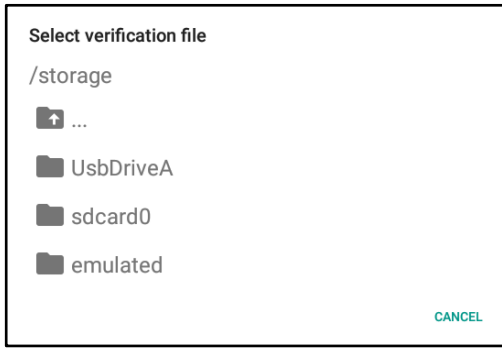 Select verification file
/storage
...
UsbDriveA
sdcard0
emulated
CANCEL